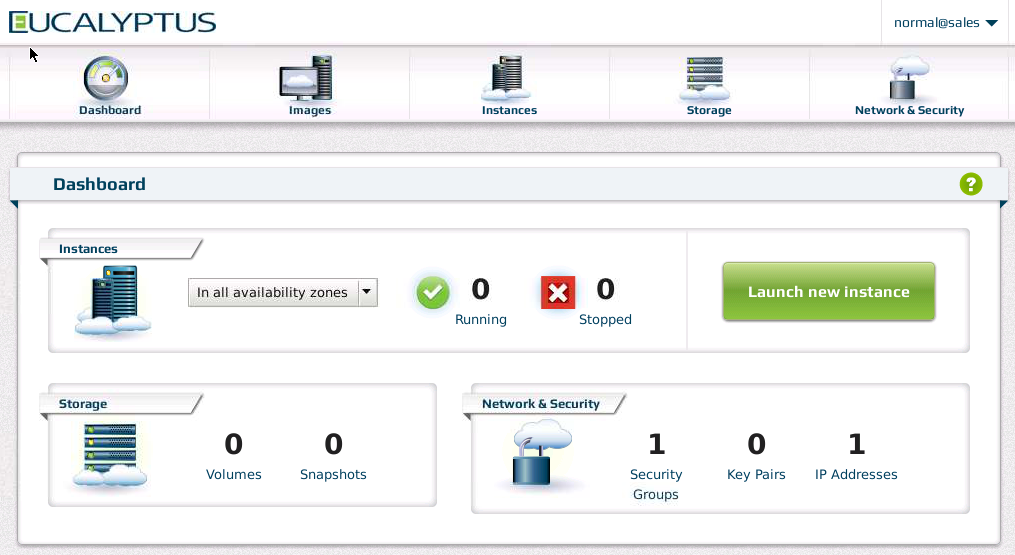 EUCALYPTUS
normal@sales
Dashboard
Images
Instances
Storage
Network & Security
Dashboard
?
Instances
In all availability zones
0
Running
0
Stopped
Launch new instance
Storage
0
Volumes
0
Snapshots
Network & Security
1
Security
Groups
0
Key Pairs
1
IP Addresses